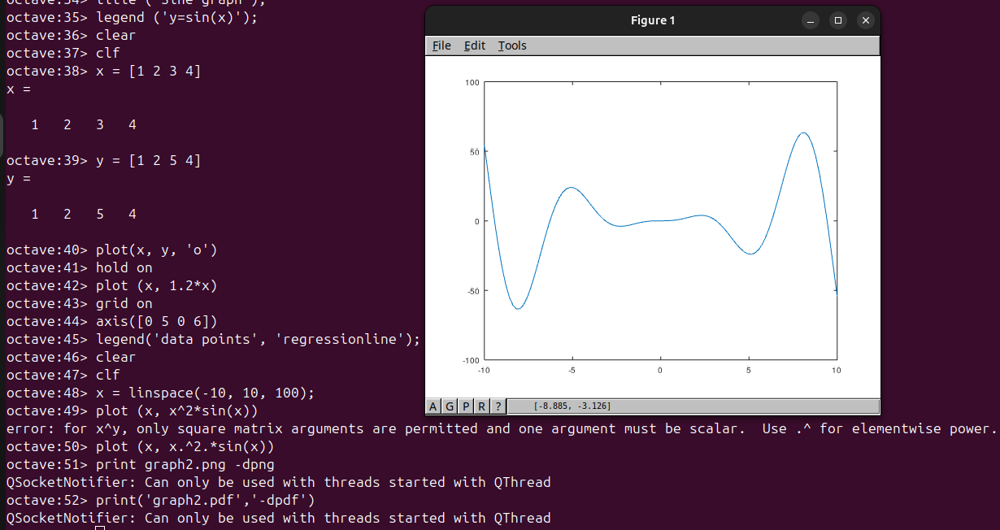 octave:34> title ('Sine graph');
octave:35> legend ('y=sin(x)');
octave:36> clear
octave:37> clf
octave:38> x = [1 2 3 4]
x =
1 2 3 4
octave:39> y = [1 2 5 4]
y =
1 2 5 4
octave:40> plot(x, y, 'o')
octave:41> hold on
octave:42> plot (x, 1.2*x)
octave:43> grid on
octave:44> axis([0 5 0 6])
octave:45> legend('data points', 'regressionline');
octave:46> clear
octave:47> clf
octave:48> x = linspace(-10, 10, 100);
octave:49> plot (x, x^2*sin(x))
error: for x^y, only square matrix arguments are permitted and one argument must be scalar.  Use .^ for elementwise power.
octave:50> plot (x, x.^2.*sin(x))
octave:51> print graph2.png -dpng
QSocketNotifier: Can only be used with threads started with QThread
octave:52> print('graph2.pdf','-dpdf')
QSocketNotifier: Can only be used with threads started with QThread
Figure 1
File Edit Tools
100
50
0
-50
-100
-10 -5 0 5 10
A G P R ? [-8.885, -3.126]